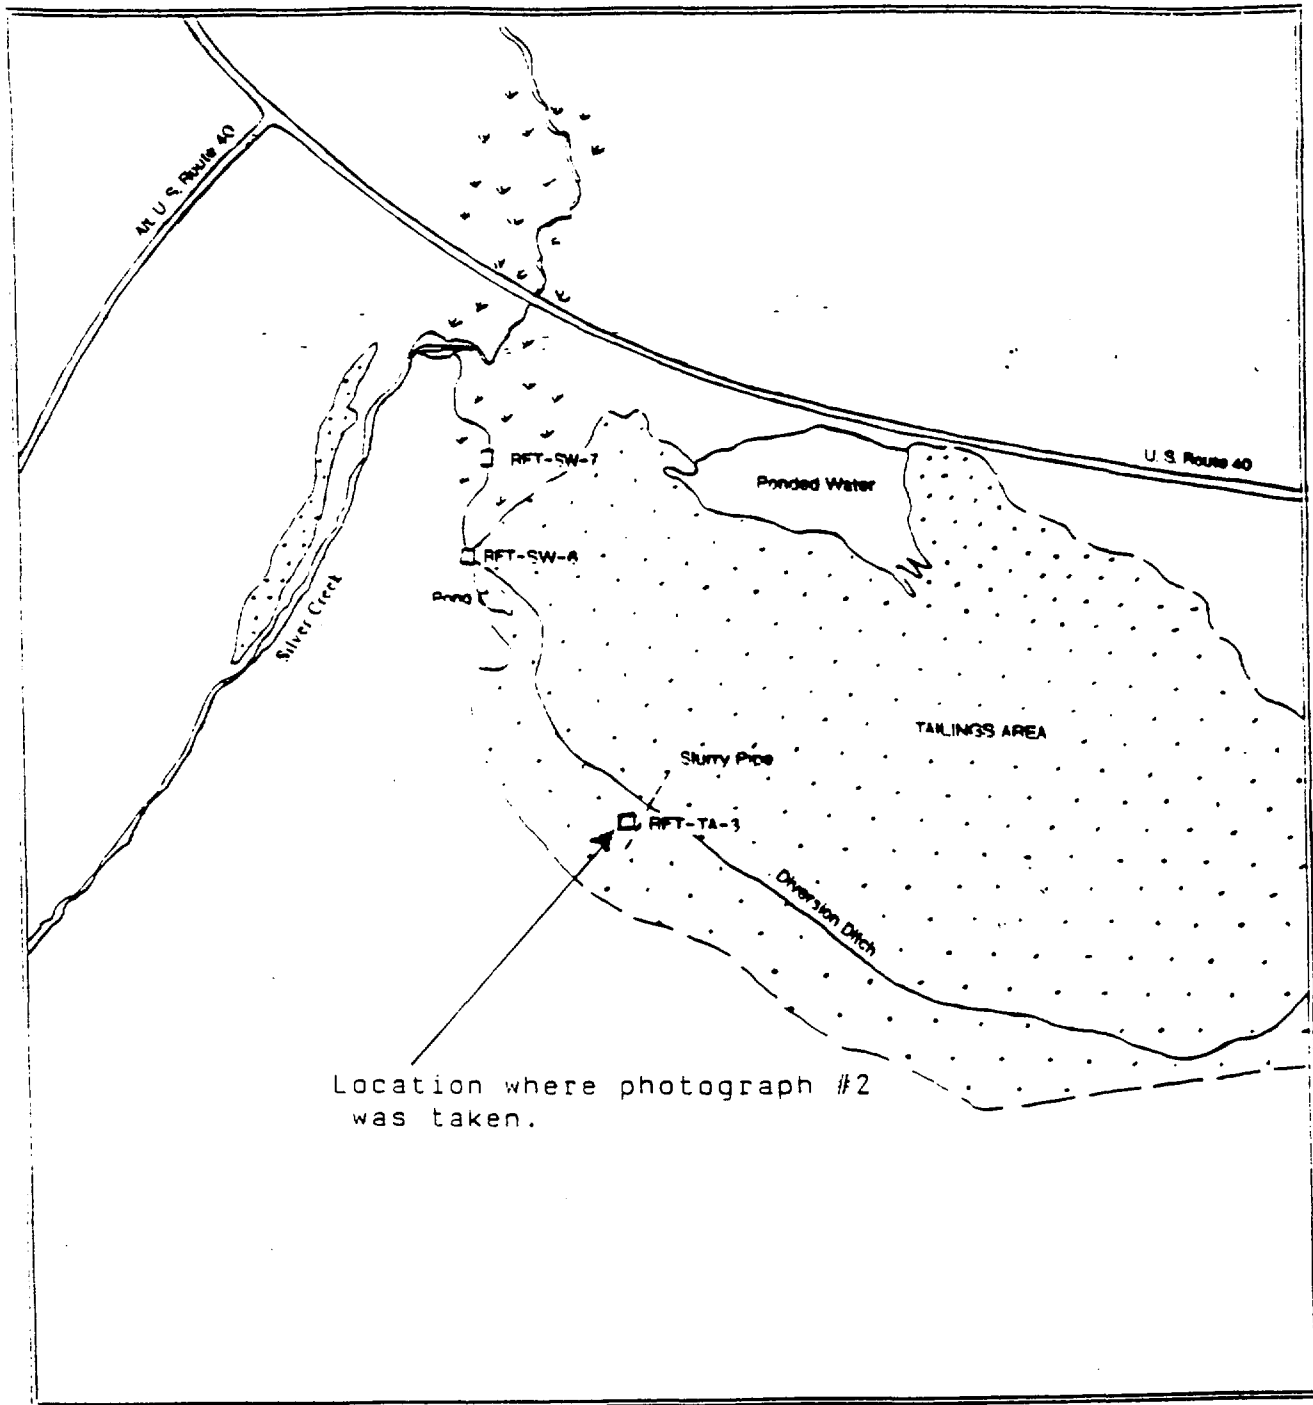 Alt. U. S. Route 40
U. S. Route 40
RFT-SW-7
Ponded Water
RFT-SW-6
Pond
Silver Creek
TAILINGS AREA
Slurry Pipe
RFT-TA-3
Diversion Ditch
Location where photograph #2
was taken.